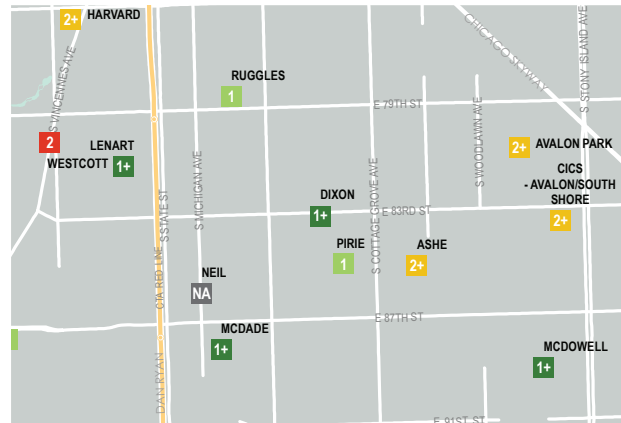 2+
HARVARD
CHICAGO SKYWAY
S. STONY ISLAND AVE
S VINCENNES AVE
RUGGLES
1
E 79TH ST
S WOODLAWN AVE
2
LENART
WESTCOTT
1+
2+
AVALON PARK
CICS
- AVALON/SOUTH
SHORE
2+
S MICHIGAN AVE
S STATE ST
DIXON
1+
S COTTAGE GROVE AVE
E 83RD ST
PIRIE
1
ASHE
2+
NEIL
NA
CTA RED LINE
E 87TH ST
MCDADE
1+
MCDOWELL
1+
DAN RYAN
E 91ST ST